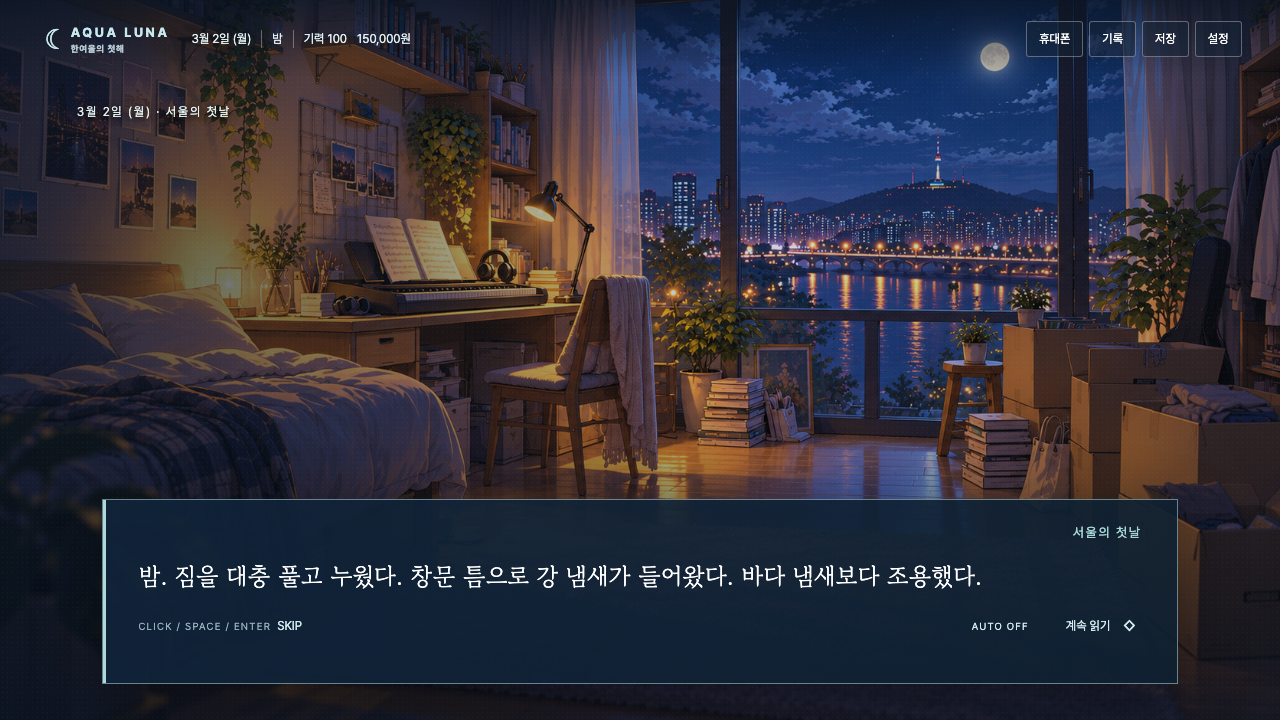 AQUA LUNA
한여울의 첫해
3월 2일 (월) 밤 기력 100 150,000원
휴대폰 기록 저장 설정
3월 2일 (월) · 서울의 첫날
서울의 첫날
밤. 짐을 대충 풀고 누웠다. 창문 틈으로 강 냄새가 들어왔다. 바다 냄새보다 조용했다.
CLICK / SPACE / ENTER SKIP
AUTO OFF 계속 읽기